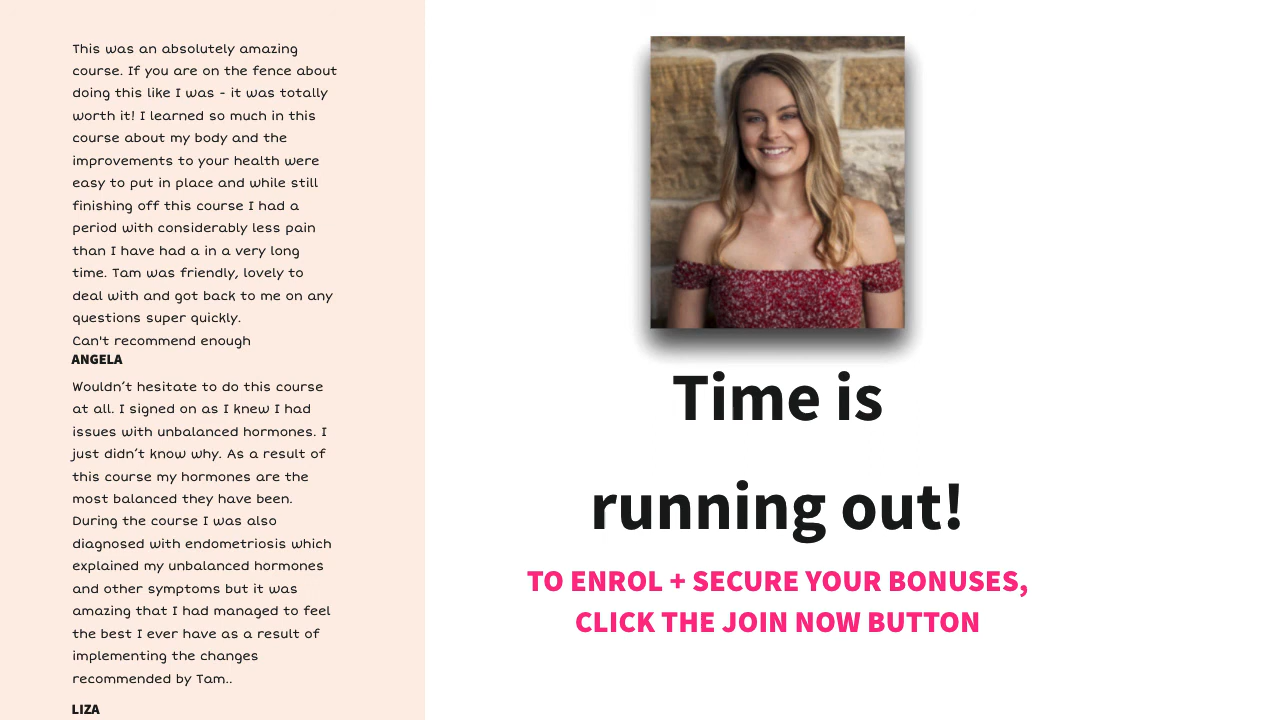 This was an absolutely amazing
course. If you are on the fence about
doing this like I was - it was totally
worth it! I learned so much in this
course about my body and the
improvements to your health were
easy to put in place and while still
finishing off this course I had a
period with considerably less pain
than I have had a in a very long
time. Tam was friendly, lovely to
deal with and got back to me on any
questions super quickly.
Can't recommend enough
ANGELA
Wouldn´t hesitate to do this course
at all. I signed on as I knew I had
issues with unbalanced hormones. I
just didn´t know why. As a result of
this course my hormones are the
most balanced they have been.
During the course I was also
diagnosed with endometriosis which
explained my unbalanced hormones
and other symptoms but it was
amazing that I had managed to feel
the best I ever have as a result of
implementing the changes
recommended by Tam..
LIZA
Time is
running out!
TO ENROL + SECURE YOUR BONUSES,
CLICK THE JOIN NOW BUTTON